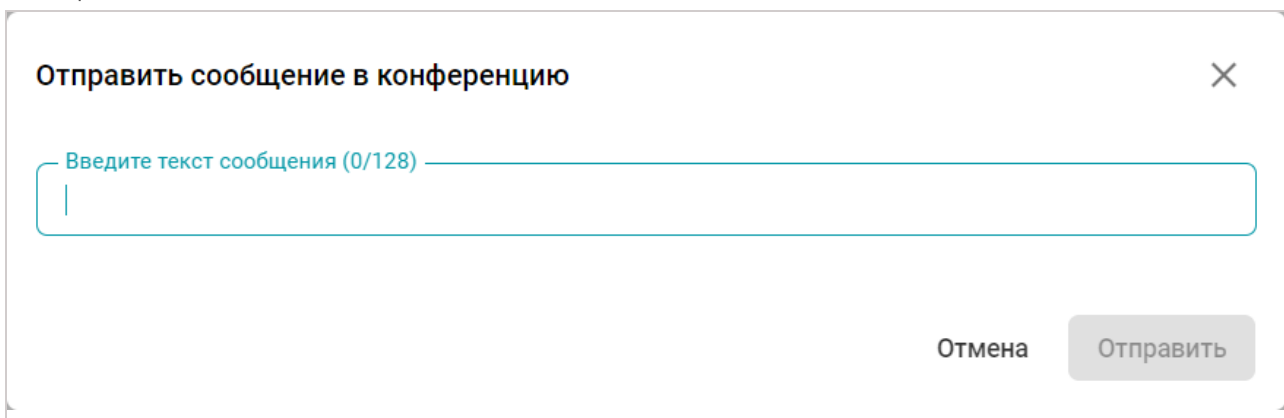 Отправить сообщение в конференцию
Введите текст сообщения (0/128)
Отмена Отправить